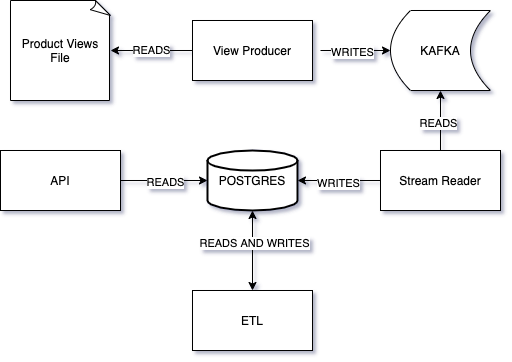 Product Views
File
READS
View Producer
WRITES
KAFKA
READS
API
READS
POSTGRES
WRITES
Stream Reader
READS AND WRITES
ETL